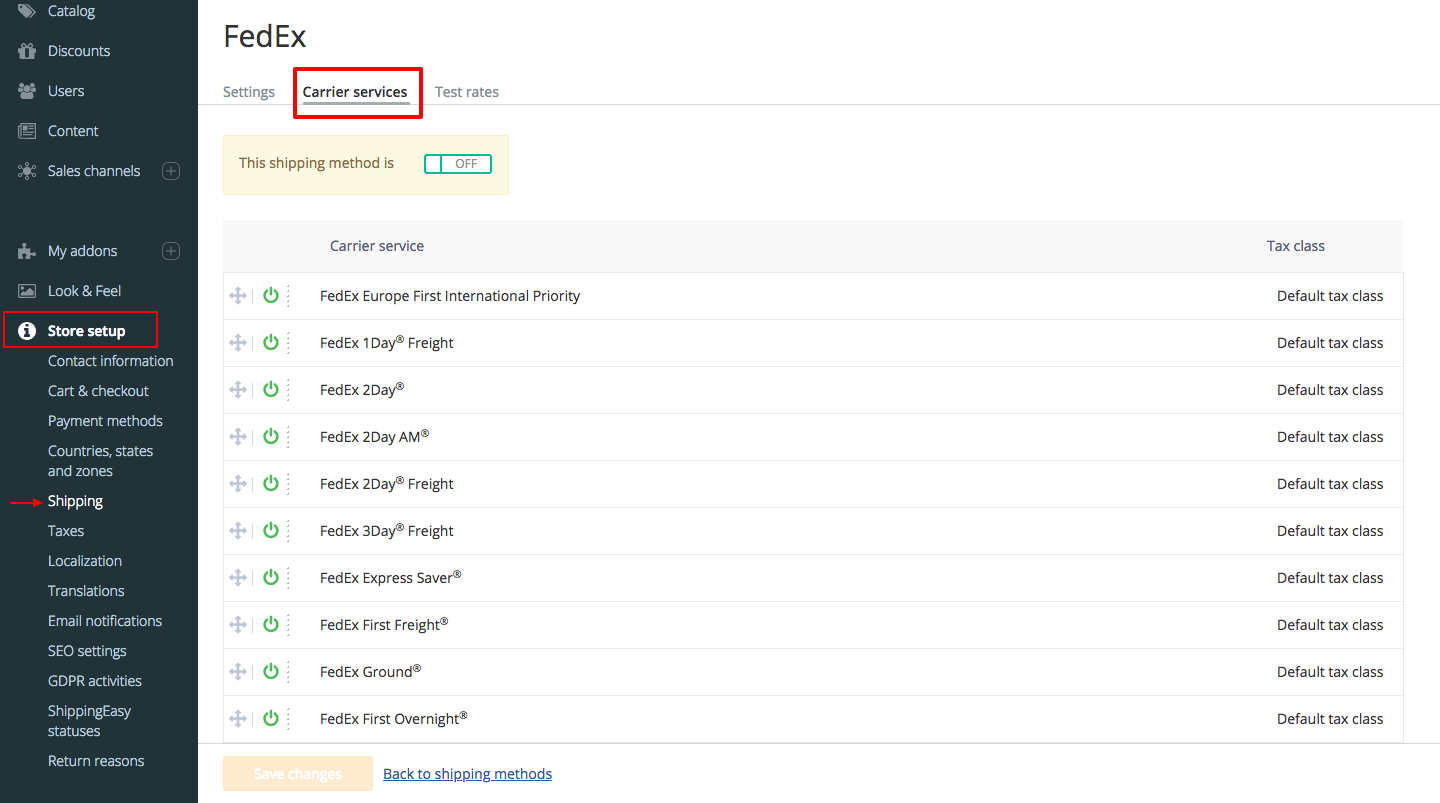 Catalog
Discounts
Users
Content
Sales channels
My addons
Look & Feel
Store setup
Contact information
Cart & checkout
Payment methods
Countries, states
and zones
Shipping
Taxes
Localization
Translations
Email notifications
SEO settings
GDPR activities
ShippingEasy
statuses
Return reasons
FedEx
Settings Carrier services Test rates
This shipping method is OFF
Carrier service Tax class
FedEx Europe First International Priority Default tax class
FedEx 1Day® Freight Default tax class
FedEx 2Day® Default tax class
FedEx 2Day AM® Default tax class
FedEx 2Day® Freight Default tax class
FedEx 3Day® Freight Default tax class
FedEx Express Saver® Default tax class
FedEx First Freight® Default tax class
FedEx Ground® Default tax class
FedEx First Overnight® Default tax class
Save changes Back to shipping methods